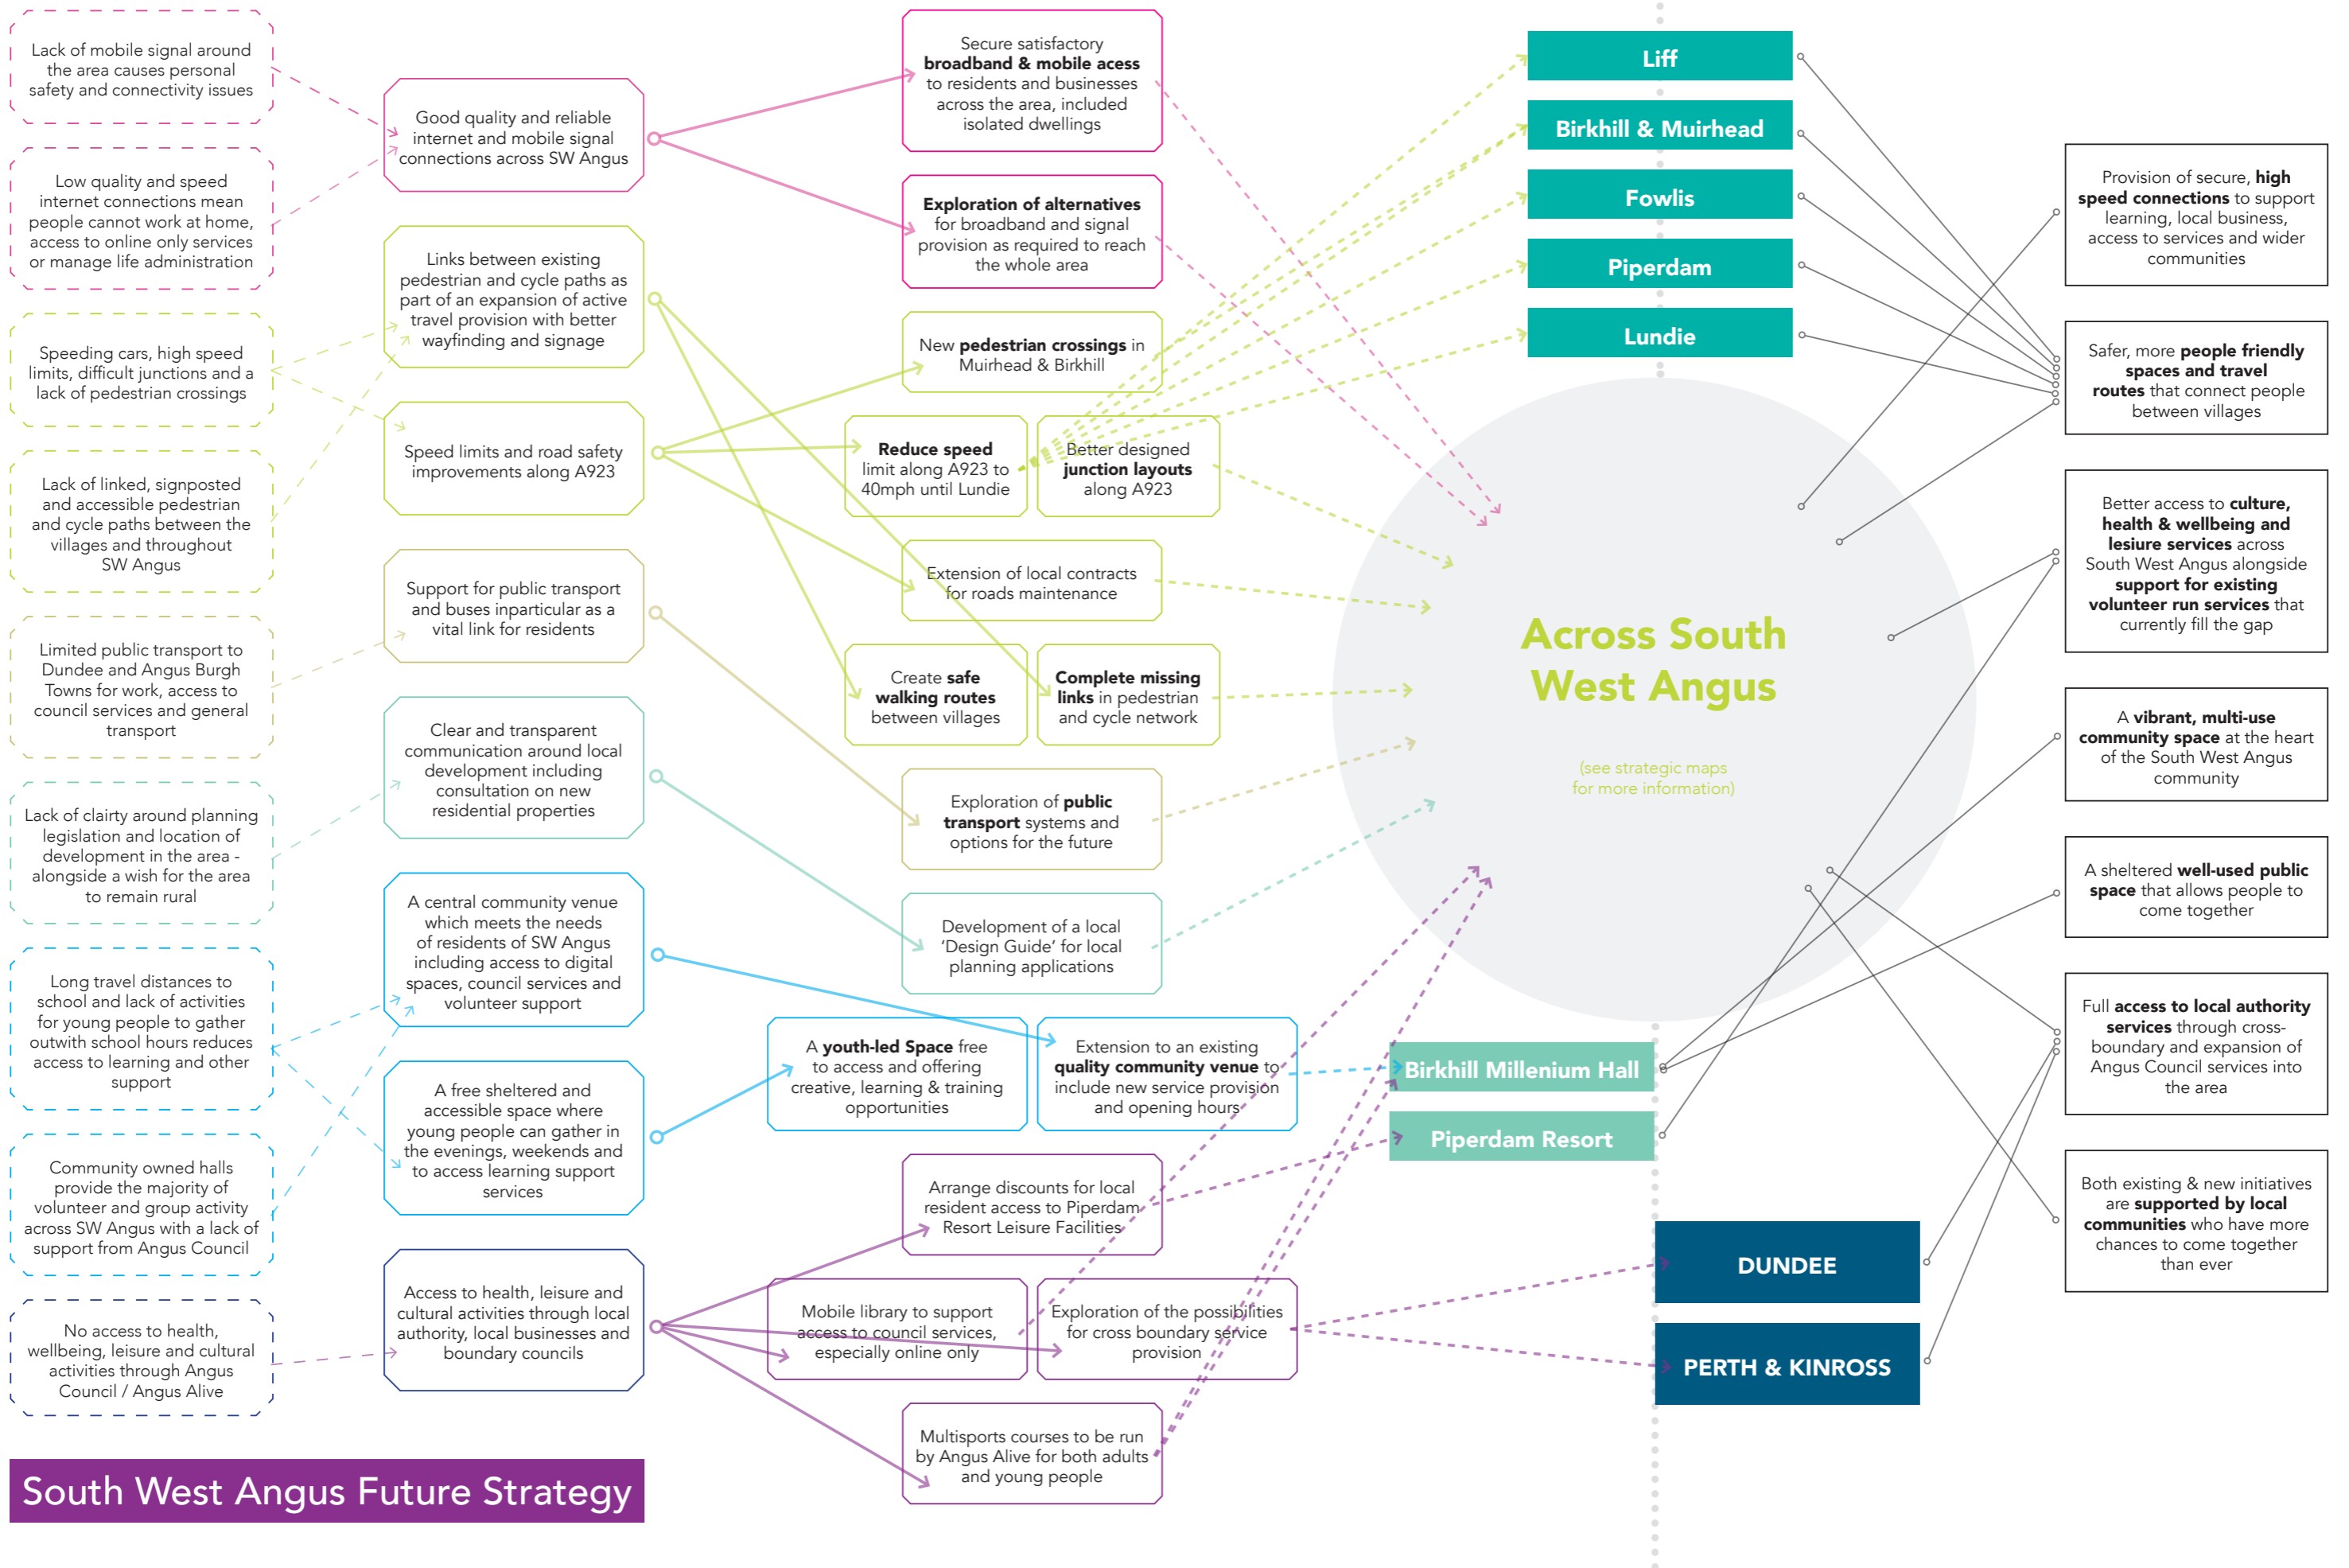 Lack of mobile signal around
the area causes personal
safety and connectivity issues
Low quality and speed
internet connections mean
people cannot work at home,
access to online only services
or manage life administration
Speeding cars, high speed
limits, difficult junctions and a
lack of pedestrian crossings
Lack of linked, signposted
and accessible pedestrian
and cycle paths between the
villages and throughout
SW Angus
Limited public transport to
Dundee and Angus Burgh
Towns for work, access to
council services and general
transport
Lack of clairty around planning
legislation and location of
development in the area -
alongside a wish for the area
to remain rural
Long travel distances to
school and lack of activities
for young people to gather
outwith school hours reduces
access to learning and other
support
Community owned halls
provide the majority of
volunteer and group activity
across SW Angus with a lack of
support from Angus Council
No access to health,
wellbeing, leisure and cultural
activities through Angus
Council / Angus Alive
Good quality and reliable
internet and mobile signal
connections across SW Angus
Links between existing
pedestrian and cycle paths as
part of an expansion of active
travel provision with better
wayfinding and signage
Speed limits and road safety
improvements along A923
Support for public transport
and buses inparticular as a
vital link for residents
Clear and transparent
communication around local
development including
consultation on new
residential properties
A central community venue
which meets the needs
of residents of SW Angus
including access to digital
spaces, council services and
volunteer support
A free sheltered and
accessible space where
young people can gather in
the evenings, weekends and
to access learning support
services
Access to health, leisure and
cultural activities through local
authority, local businesses and
boundary councils
Secure satisfactory
broadband & mobile acess
to residents and businesses
across the area, included
isolated dwellings
Exploration of alternatives
for broadband and signal
provision as required to reach
the whole area
New pedestrian crossings in
Muirhead & Birkhill
Reduce speed
limit along A923 to
40mph until Lundie
Better designed
junction layouts
along A923
Extension of local contracts
for roads maintenance
Create safe
walking routes
between villages
Complete missing
links in pedestrian
and cycle network
Exploration of public
transport systems and
options for the future
Development of a local
‘Design Guide’ for local
planning applications
A youth-led Space free
to access and offering
creative, learning & training
opportunities
Extension to an existing
quality community venue to
include new service provision
and opening hours
Arrange discounts for local
resident access to Piperdam
Resort Leisure Facilities
Mobile library to support
access to council services,
especially online only
Exploration of the possibilities
for cross boundary service
provision
Multisports courses to be run
by Angus Alive for both adults
and young people
Liff
Birkhill & Muirhead
Fowlis
Piperdam
Lundie
Across South
West Angus
(see strategic maps
for more information)
Birkhill Millenium Hall
Piperdam Resort
DUNDEE
PERTH & KINROSS
Provision of secure, high
speed connections to support
learning, local business,
access to services and wider
communities
Safer, more people friendly
spaces and travel
routes that connect people
between villages
Better access to culture,
health & wellbeing and
lesiure services across
South West Angus alongside
support for existing
volunteer run services that
currently fill the gap
A vibrant, multi-use
community space at the heart
of the South West Angus
community
A sheltered well-used public
space that allows people to
come together
Full access to local authority
services through cross-
boundary and expansion of
Angus Council services into
the area
Both existing & new initiatives
are supported by local
communities who have more
chances to come together
than ever
South West Angus Future Strategy